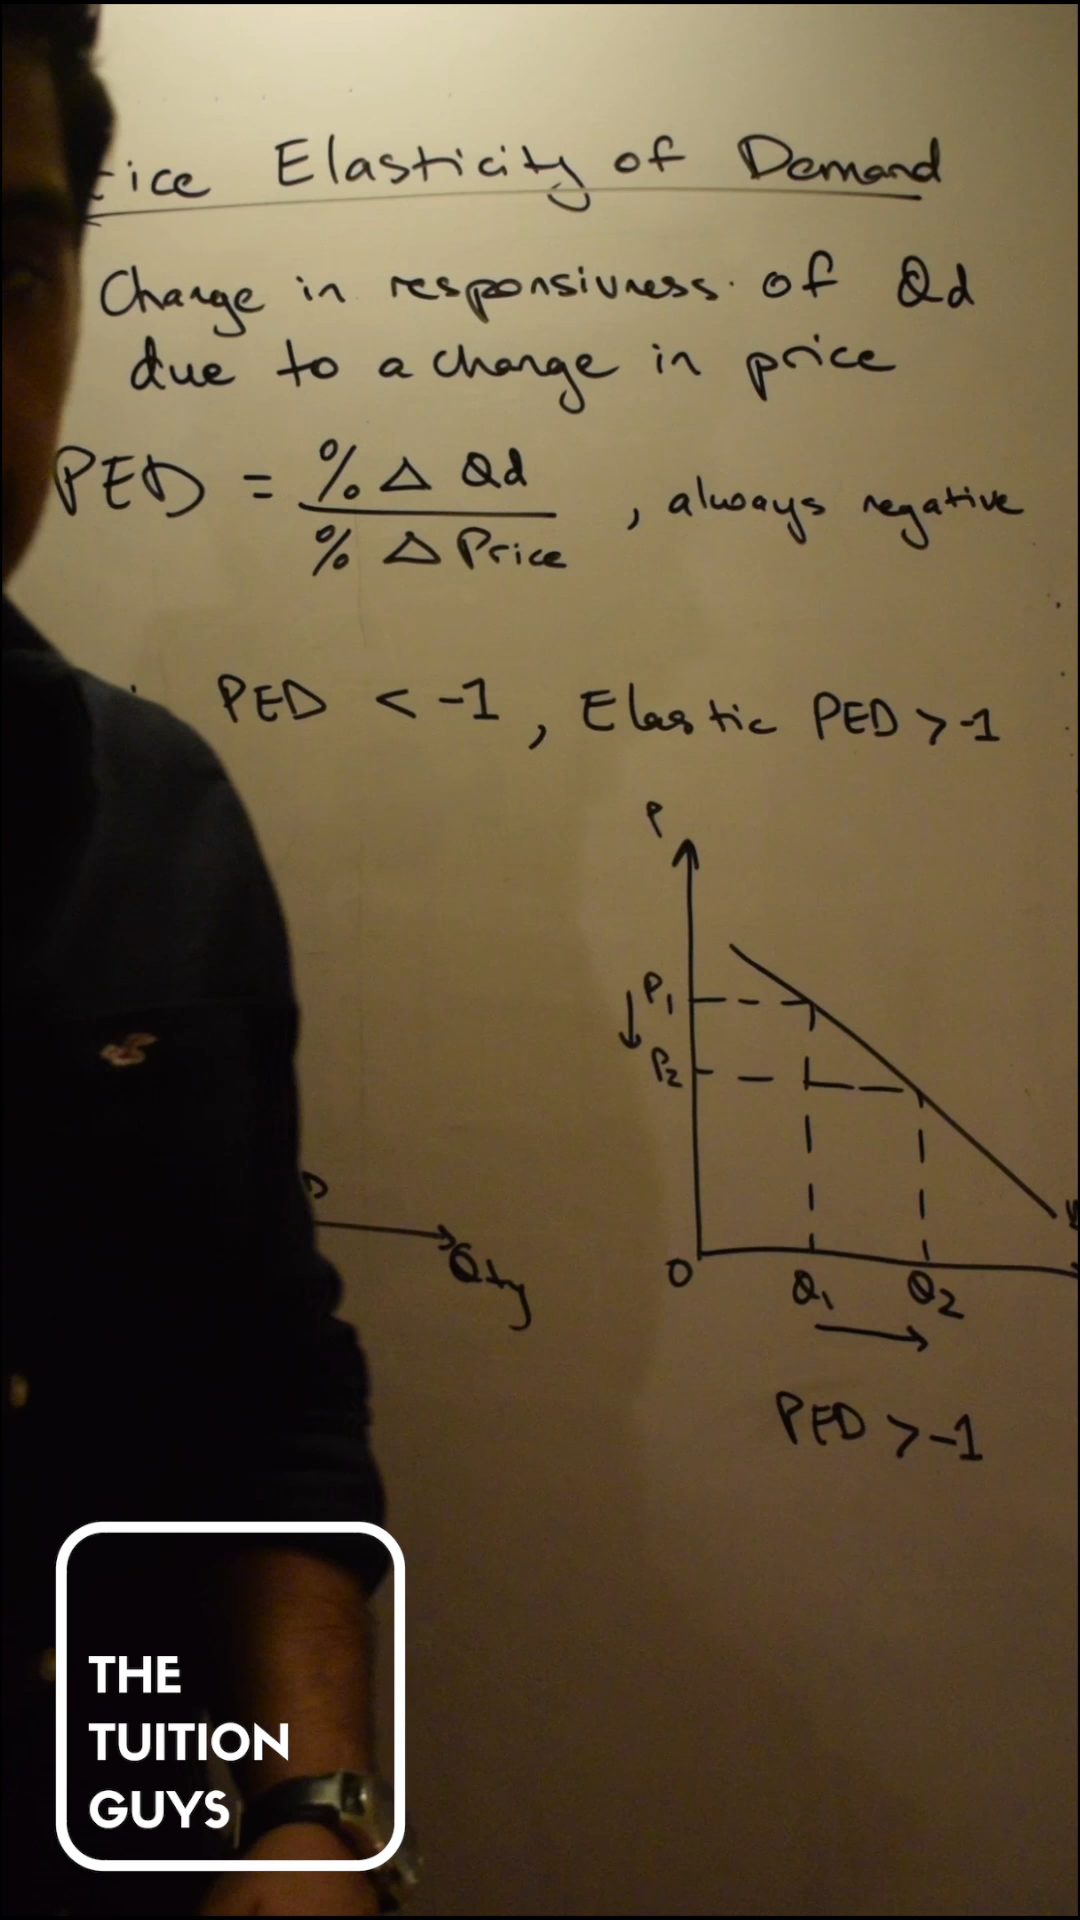 ice Elasticity of Demand
Change in responsivness of Qd
due to a change in price
PED = % Δ Qd
% Δ Price
, always negative
PED < -1, Elastic PED > -1
P
P1
P2
O
Q1
Q2
Qty
PED > -1
THE
TUITION
GUYS